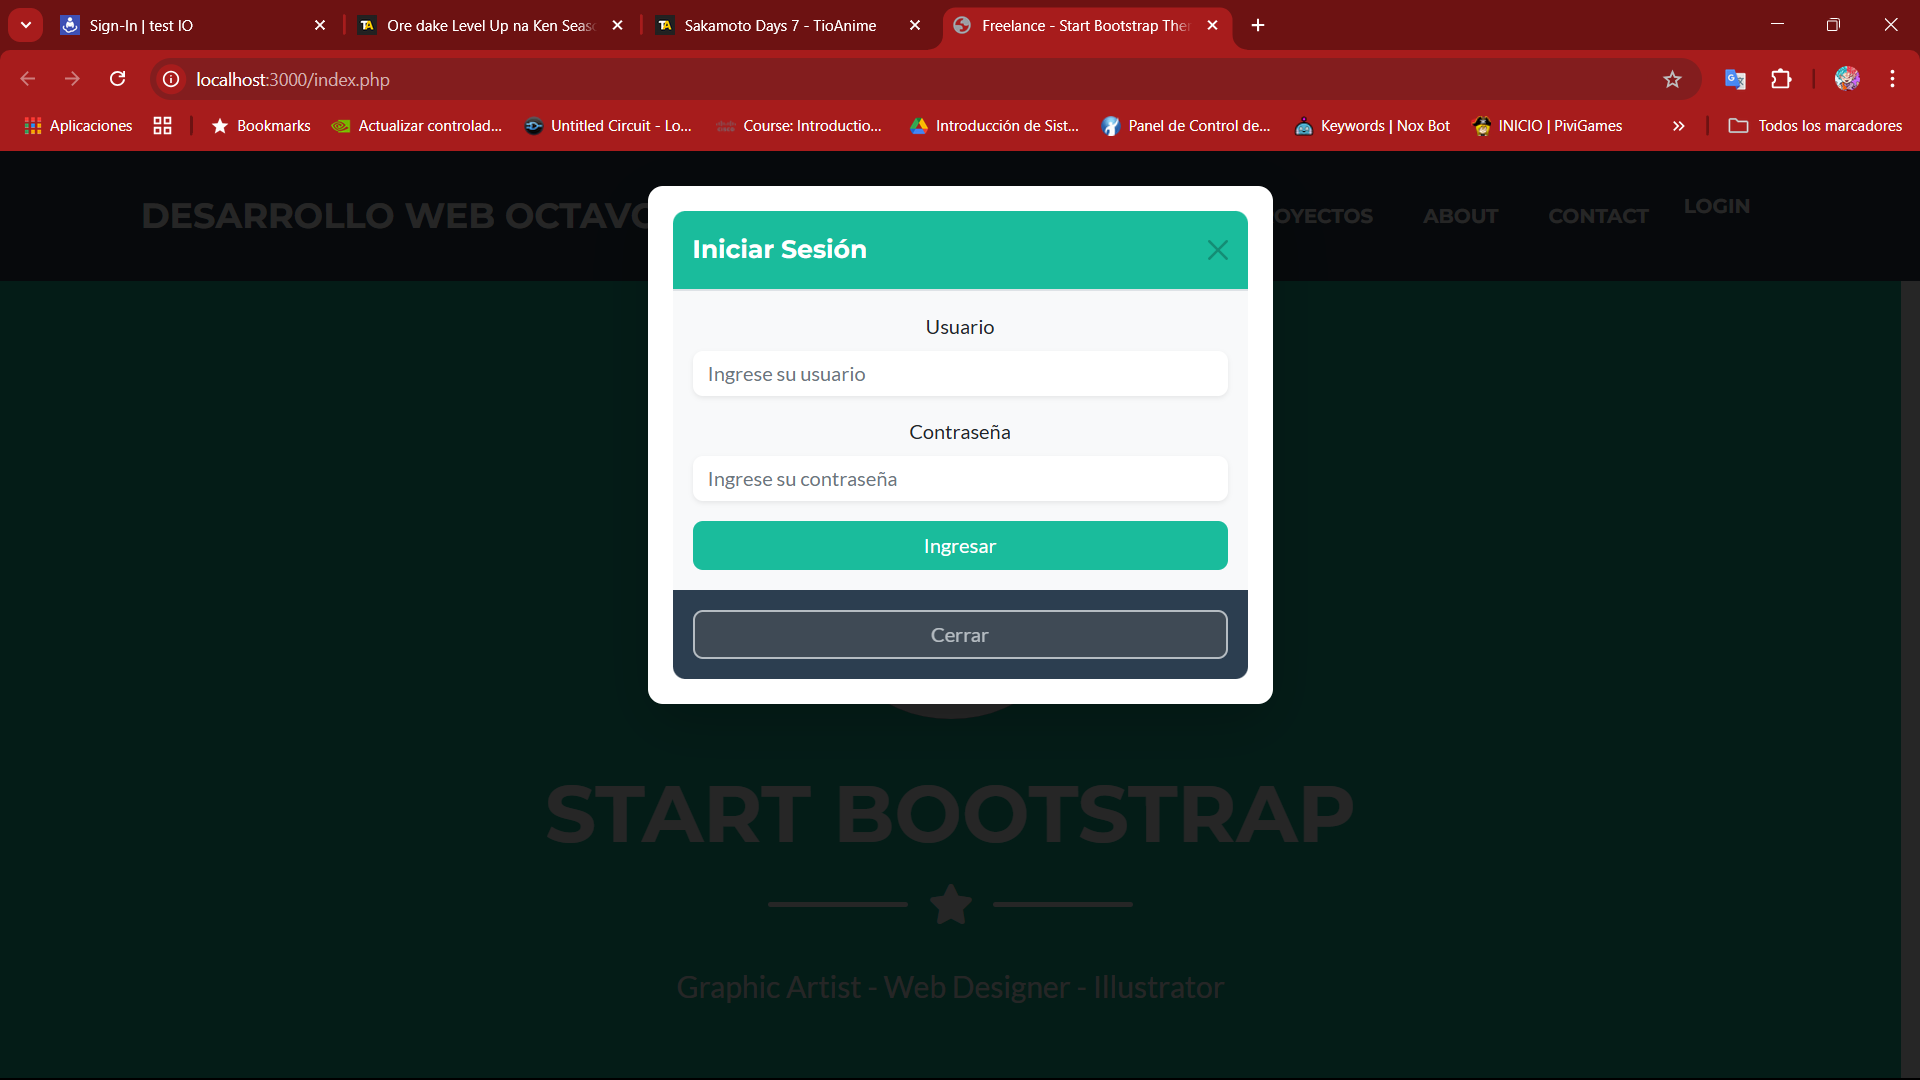 Sign-In | test IO
Ore dake Level Up na Ken Seas
Sakamoto Days 7 - TioAnime
Freelance - Start Bootstrap The
localhost:3000/index.php
Aplicaciones
Bookmarks
Actualizar controlad...
Untitled Circuit - Lo...
Course: Introductio...
Introducción de Sist...
Panel de Control de...
Keywords | Nox Bot
INICIO | PiviGames
Todos los marcadores
DESARROLLO WEB OCTAVO
OYECTOS
ABOUT
CONTACT
LOGIN
Iniciar Sesión
Usuario
Ingrese su usuario
Contraseña
Ingrese su contraseña
Ingresar
Cerrar
START BOOTSTRAP
Graphic Artist - Web Designer - Illustrator